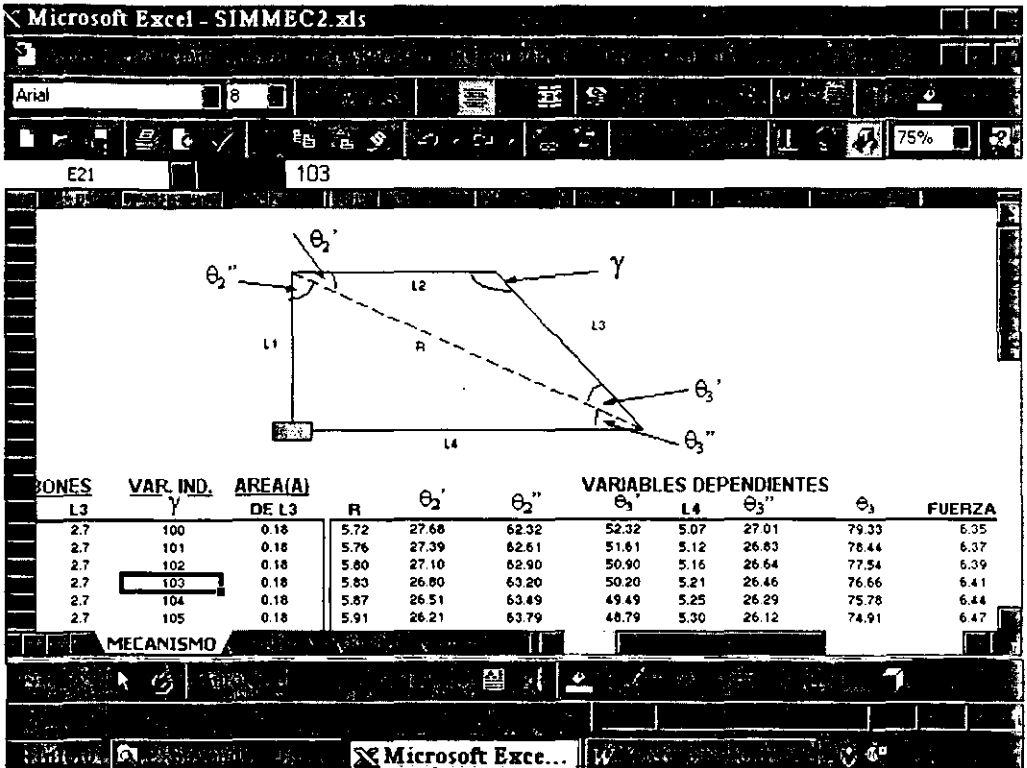 Microsoft Excel - SIMMEC2.xls
Arial 8
75%
E21 103
θ2'
θ2" γ
L2
L3
L1
R
θ3'
L4 θ3"
BONES VAR. IND. AREA(A) VARIABLES DEPENDIENTES
L3 γ DE L3 R θ2' θ2" θ3' L4 θ3" θ3 FUERZA
2.7 100 0.18 5.72 27.68 62.32 52.32 5.07 27.01 79.33 6.35
2.7 101 0.18 5.76 27.39 62.61 51.61 5.12 26.83 78.44 6.37
2.7 102 0.18 5.80 27.10 62.90 50.90 5.16 26.64 77.54 6.39
2.7 103 0.18 5.83 26.80 63.20 50.20 5.21 26.46 76.66 6.41
2.7 104 0.18 5.87 26.51 63.49 49.49 5.25 26.29 75.78 6.44
2.7 105 0.18 5.91 26.21 63.79 48.79 5.30 26.12 74.91 6.47
MECANISMO
Microsoft Exce...